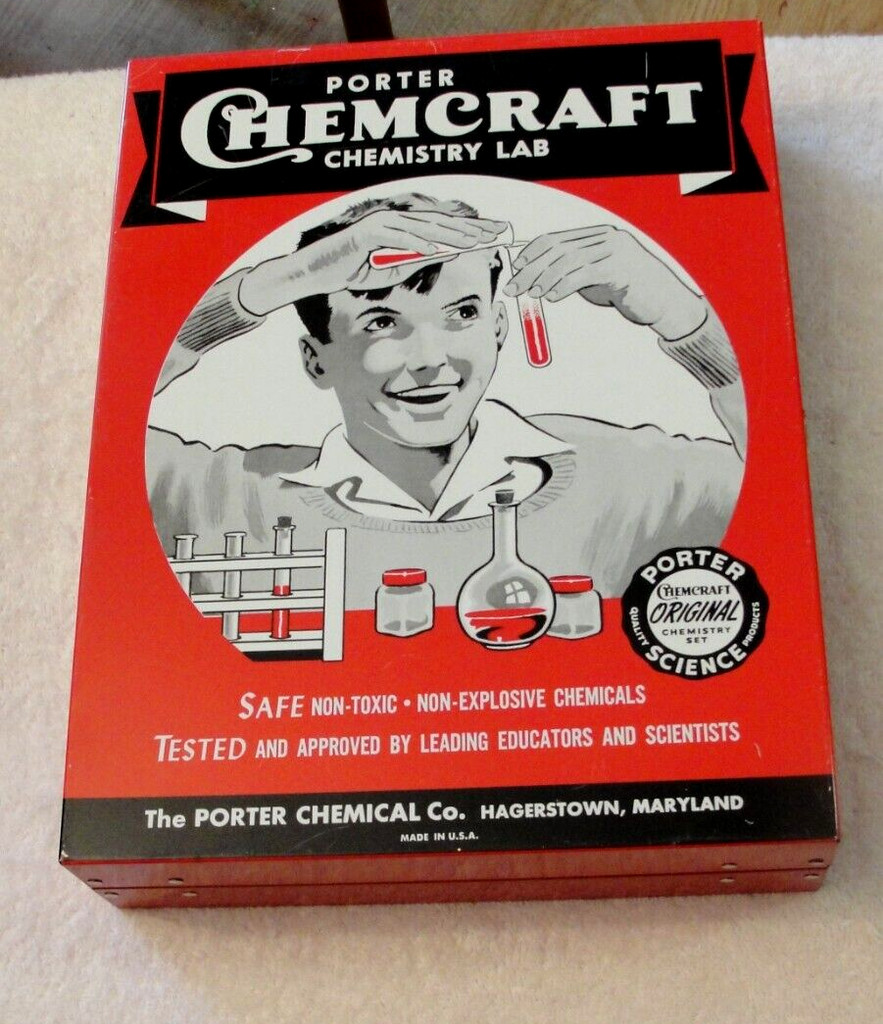 PORTER
CHEMCRAFT
CHEMISTRY LAB
PORTER
CHEMCRAFT
ORIGINAL
CHEMISTRY
SET
QUALITY
SCIENCE
PRODUCTS
SAFE NON-TOXIC • NON-EXPLOSIVE CHEMICALS
TESTED AND APPROVED BY LEADING EDUCATORS AND SCIENTISTS
The PORTER CHEMICAL Co. HAGERSTOWN, MARYLAND
MADE IN U.S.A.